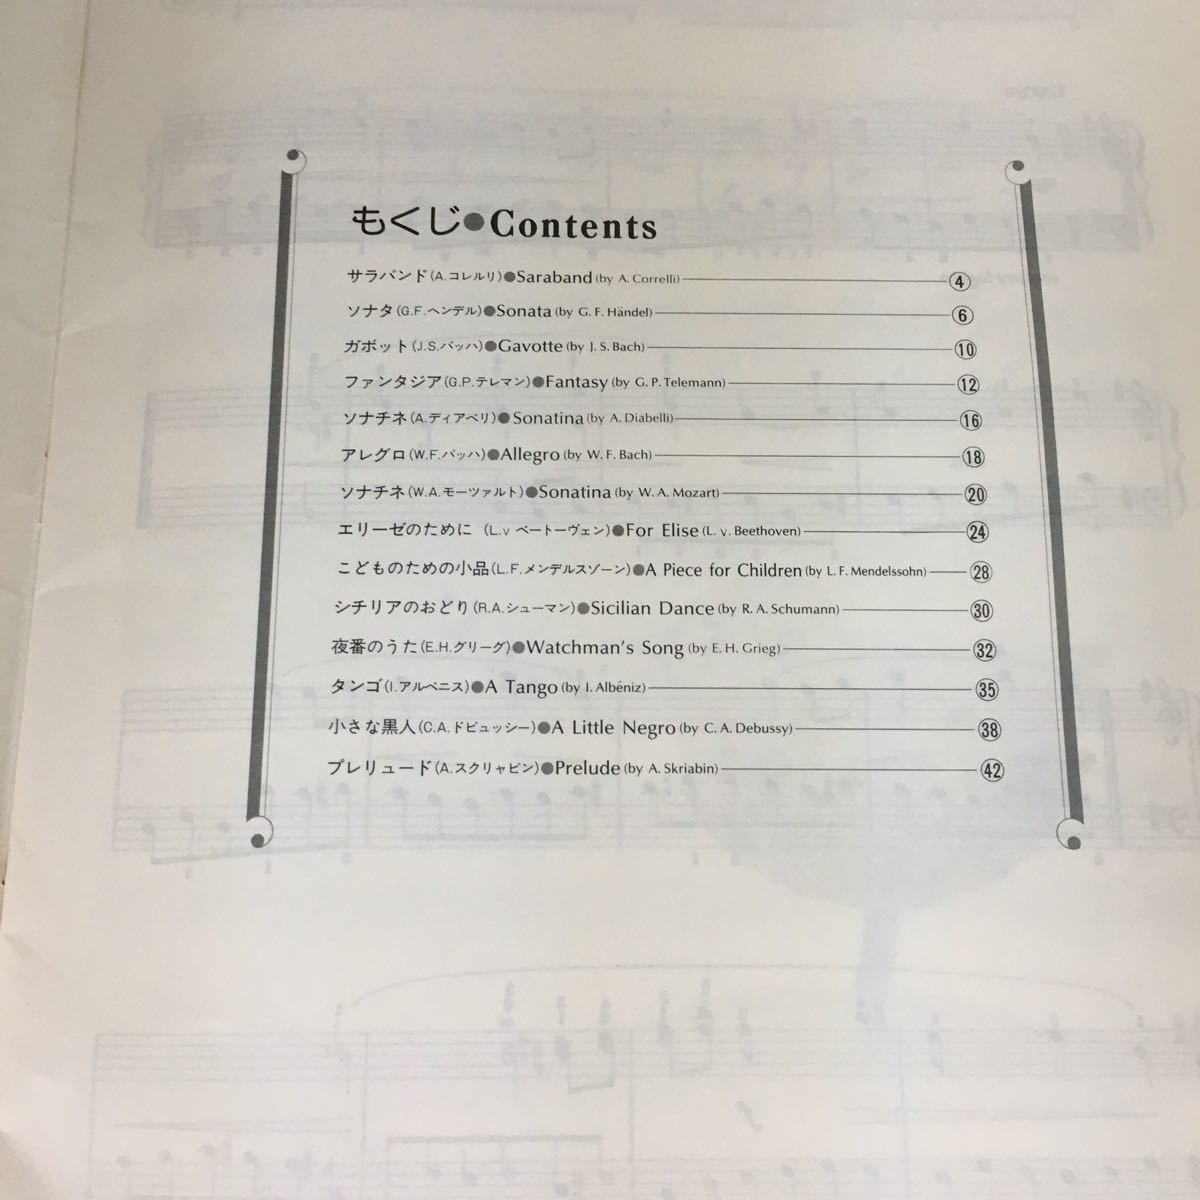 もくじ●Contents
サラバンド(A.コレルリ)●Saraband(by A. Correlli)4
ソナタ(G.F.ヘンデル)●Sonata(by G. F. Händel)6
ガボット(J.S.バッハ)●Gavotte(by J. S. Bach)10
ファンタジア(G.P.テレマン)●Fantasy(by G. P. Telemann)12
ソナチネ(A.ディアベリ)●Sonatina(by A. Diabelli)16
アレグロ(W.F.バッハ)●Allegro(by W. F. Bach)18
ソナチネ(W.A.モーツァルト)●Sonatina(by W. A. Mozart)20
エリーゼのために (L.v ベートーヴェン)●For Elise(L. v. Beethoven)24
こどものための小品(L.F.メンデルスゾーン)●A Piece for Children(by L. F. Mendelssohn)28
シチリアのおどり(R.A.シューマン)●Sicilian Dance(by R. A. Schumann)30
夜番のうた(E.H.グリーグ)●Watchman's Song(by E. H. Grieg)32
タンゴ(I.アルベニス)●A Tango(by I. Albéniz)35
小さな黒人(C.A.ドビュッシー)●A Little Negro(by C. A. Debussy)38
プレリュード(A.スクリャビン)●Prelude(by A. Skriabin)42